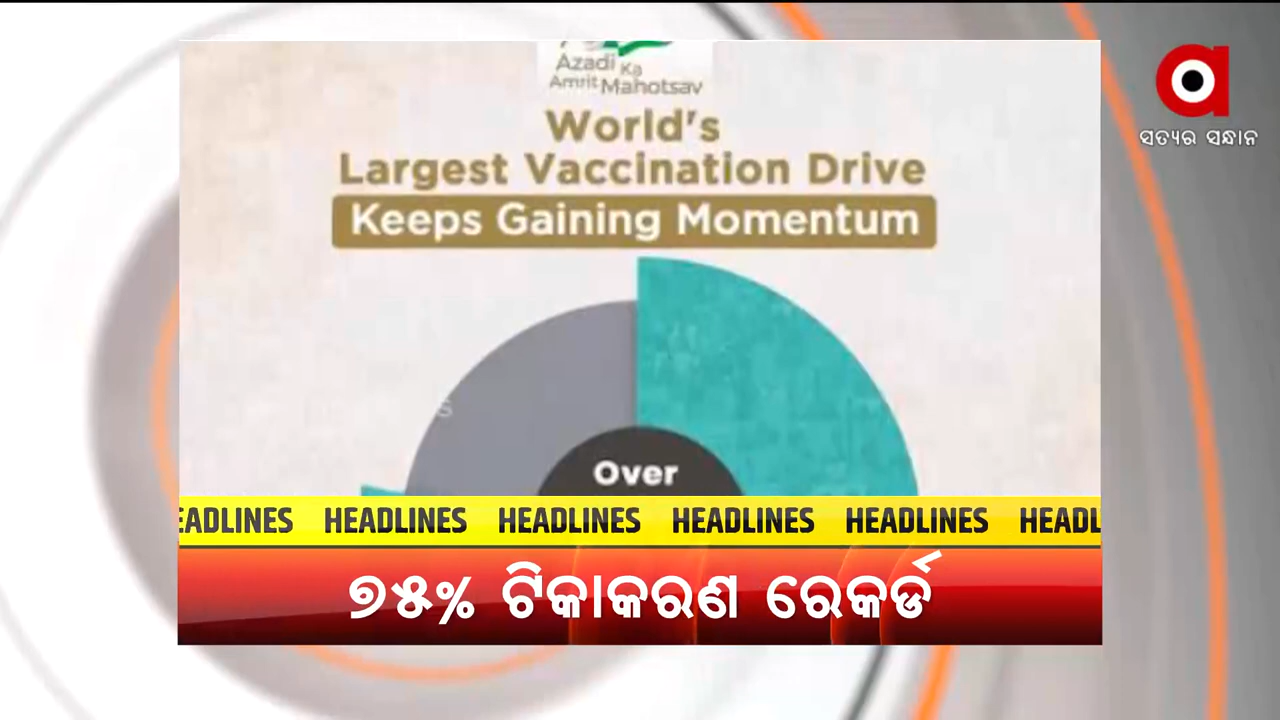 Azadi Ka
Amrit Mahotsav
World's
Largest Vaccination Drive
Keeps Gaining Momentum
ସତ୍ୟର ସନ୍ଧାନ
Over
EADLINES HEADLINES HEADLINES HEADLINES HEADLINES HEADL
୭୫% ଟିକାକରଣ ରେକର୍ଡ